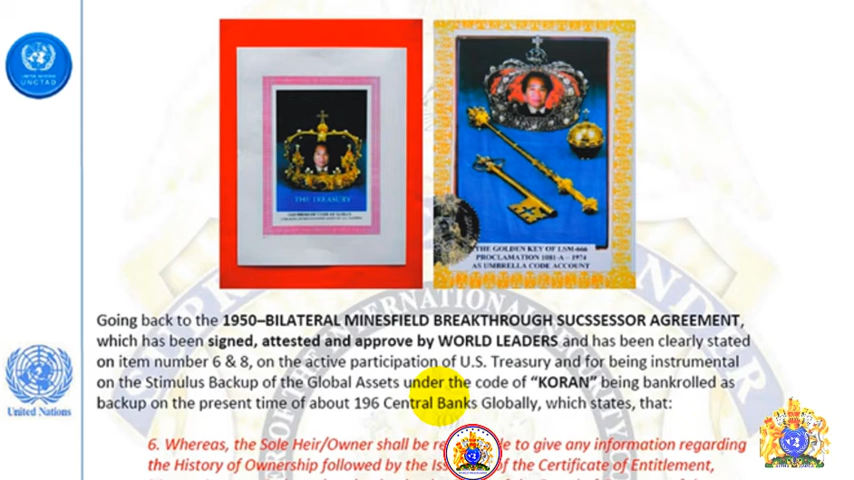 UNITED NATIONS
UNCTAD
THE TREASURY
THE GOLDEN KEY OF LSM-666
PROCLAMATION 1081-A – 1974
AS UMBRELLA CODE ACCOUNT
Going back to the 1950–BILATERAL MINESFIELD BREAKTHROUGH SUCSSESSOR AGREEMENT,
which has been signed, attested and approve by WORLD LEADERS and has been clearly stated
on item number 6 & 8, on the active participation of U.S. Treasury and for being instrumental
on the Stimulus Backup of the Global Assets under the code of “KORAN” being bankrolled as
backup on the present time of about 196 Central Banks Globally, which states, that:
United Nations
6. Whereas, the Sole Heir/Owner shall be to give any information regarding
the History of Ownership followed by the of the Certificate of Entitlement,